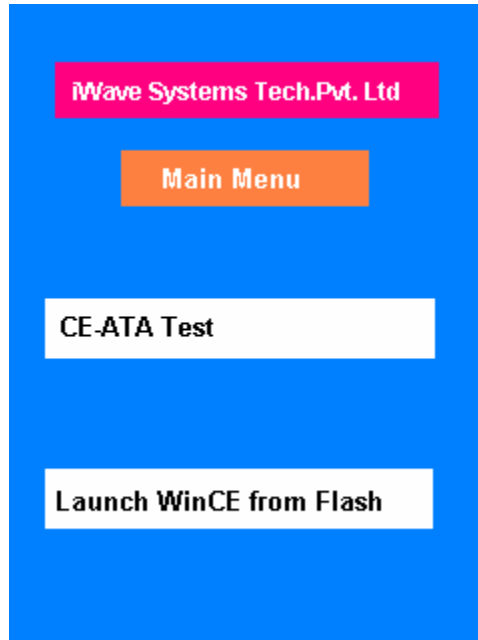 iWave Systems Tech.Pvt. Ltd
Main Menu
CE-ATA Test
Launch WinCE from Flash